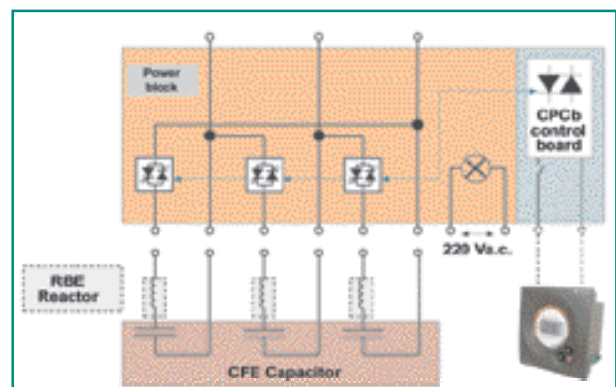 Power
block
CPCb
control
board
220 Va.c.
RBE
Reactor
CFE Capacitor